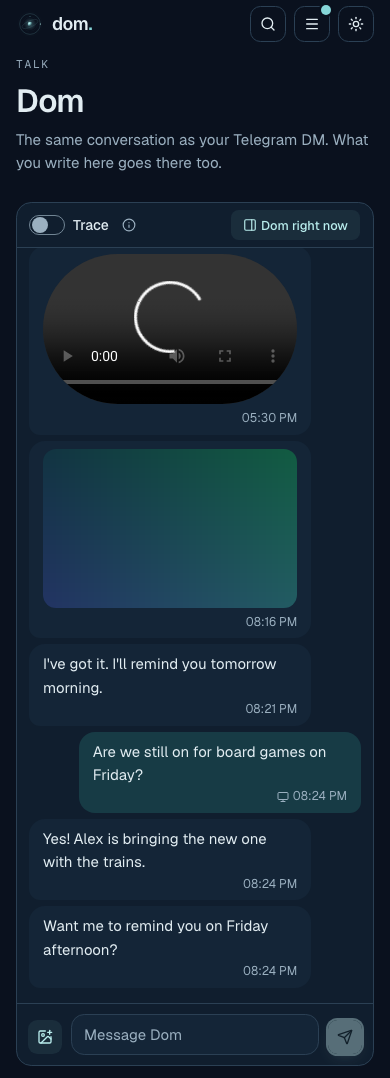 dom.
TALK
Dom
The same conversation as your Telegram DM. What
you write here goes there too.
Trace
Dom right now
0:00
05:30 PM
08:16 PM
I've got it. I'll remind you tomorrow
morning.
08:21 PM
Are we still on for board games on
Friday?
08:24 PM
Yes! Alex is bringing the new one
with the trains.
08:24 PM
Want me to remind you on Friday
afternoon?
08:24 PM
Message Dom